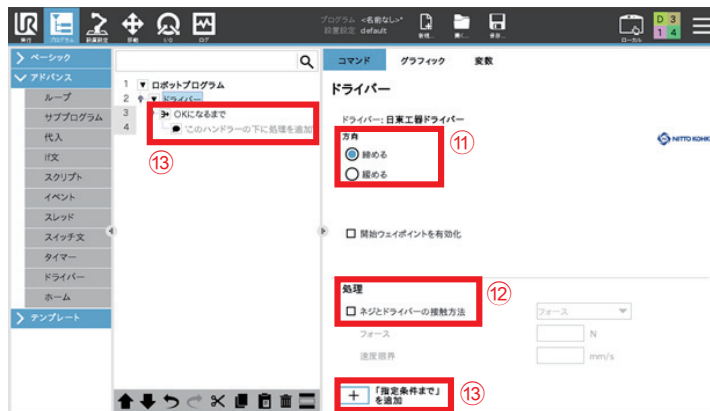 プログラム <名前なし>*
設置設定 default
実行
プログラム
設置設定
移動
I/O
ログ
新規...
開く...
保存...
ローカル
D 3
1 4
ベーシック
アドバンス
ループ
サブプログラム
代入
if文
スクリプト
イベント
スレッド
スイッチ文
タイマー
ドライバー
ホーム
テンプレート
1 ロボットプログラム
2 ドライバー
3 OKになるまで
4 'このハンドラーの下に処理を追加
⑬
コマンド グラフィック 変数
ドライバー
ドライバー: 日東工器ドライバー
方向
締める
緩める
⑪
NITTO KOHKI
開始ウェイポイントを有効化
処理
ネジとドライバーの接触方法
⑫
フォース
フォース N
速度限界 mm/s
+ 「指定条件まで」
を追加
⑬